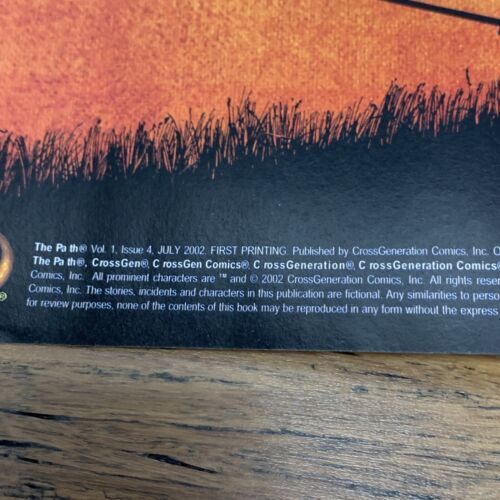 The Path® Vol. 1, Issue 4, JULY 2002. FIRST PRINTING. Published by CrossGeneration Comics, Inc. O
The Path®, CrossGen®, CrossGen Comics®, CrossGeneration®, CrossGeneration Comics®
Comics, Inc. All prominent characters are ™ and © 2002 CrossGeneration Comics, Inc. All rights reser
Comics, Inc. The stories, incidents and characters in this publication are fictional. Any similarities to perso
for review purposes, none of the contents of this book may be reproduced in any form without the express
®